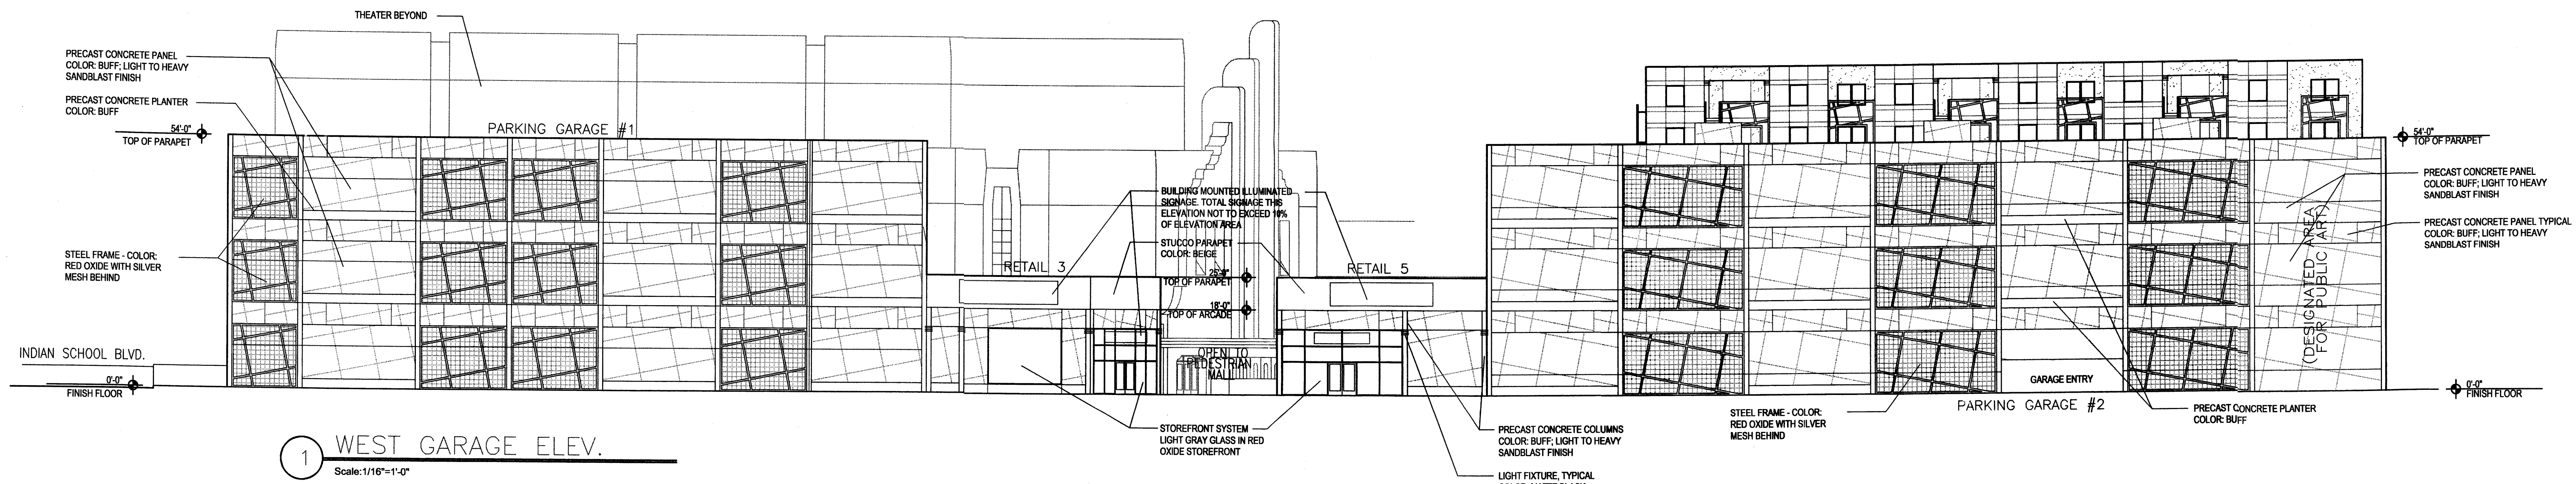 THEATER BEYOND
PRECAST CONCRETE PANEL
COLOR: BUFF; LIGHT TO HEAVY
SANDBLAST FINISH
PRECAST CONCRETE PLANTER
COLOR: BUFF
54'-0"
TOP OF PARAPET
PARKING GARAGE #1
STEEL FRAME - COLOR:
RED OXIDE WITH SILVER
MESH BEHIND
INDIAN SCHOOL BLVD.
0'-0"
FINISH FLOOR
BUILDING MOUNTED ILLUMINATED
SIGNAGE. TOTAL SIGNAGE THIS
ELEVATION NOT TO EXCEED 10%
OF ELEVATION AREA
STUCCO PARAPET
COLOR: BEIGE
RETAIL 3
25'-0"
TOP OF PARAPET
18'-0"
TOP OF ARCADE
RETAIL 5
OPEN TO
PEDESTRIAN
MALL
STOREFRONT SYSTEM
LIGHT GRAY GLASS IN RED
OXIDE STOREFRONT
PRECAST CONCRETE COLUMNS
COLOR: BUFF; LIGHT TO HEAVY
SANDBLAST FINISH
LIGHT FIXTURE, TYPICAL
54'-0"
TOP OF PARAPET
PRECAST CONCRETE PANEL
COLOR: BUFF; LIGHT TO HEAVY
SANDBLAST FINISH
PRECAST CONCRETE PANEL TYPICAL
COLOR: BUFF; LIGHT TO HEAVY
SANDBLAST FINISH
(DESIGNATED AREA
FOR PUBLIC ART)
GARAGE ENTRY
0'-0"
FINISH FLOOR
PARKING GARAGE #2
STEEL FRAME - COLOR:
RED OXIDE WITH SILVER
MESH BEHIND
PRECAST CONCRETE PLANTER
COLOR: BUFF
1
WEST GARAGE ELEV.
Scale:1/16"=1'-0"